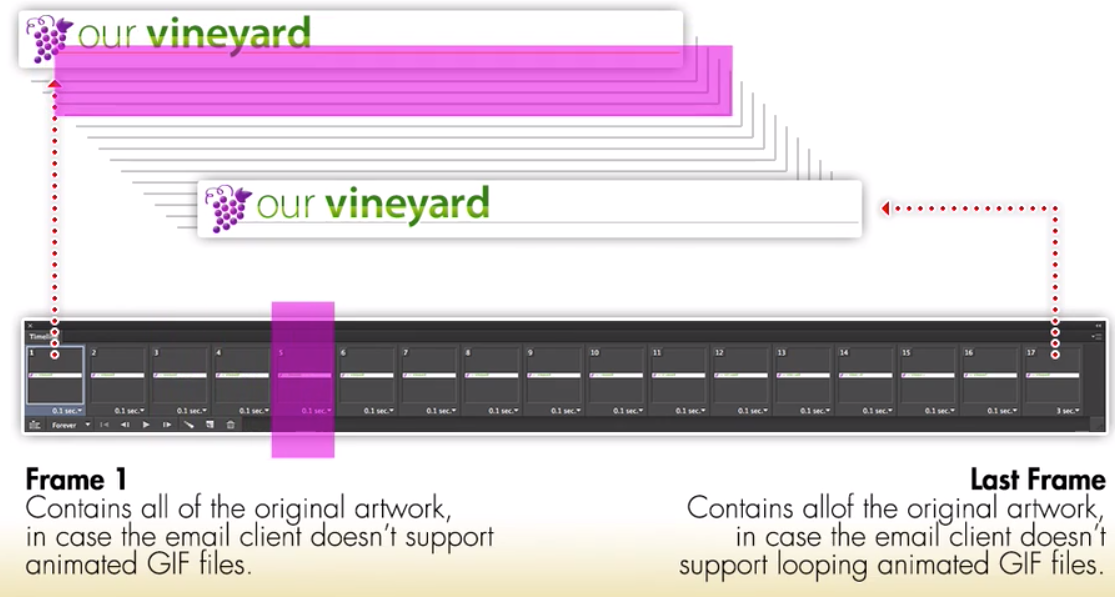 our vineyard
our vineyard
Timeline
1 2 3 4 5 6 7 8 9 10 11 12 13 14 15 16 17
0.1 sec. 0.1 sec. 0.1 sec. 0.1 sec. 0.1 sec. 0.1 sec. 0.1 sec. 0.1 sec. 0.1 sec. 0.1 sec. 0.1 sec. 0.1 sec. 0.1 sec. 0.1 sec. 0.1 sec. 0.1 sec. 3 sec.
Forever
Frame 1
Contains all of the original artwork,
in case the email client doesn't support
animated GIF files.
Last Frame
Contains allof the original artwork,
in case the email client doesn't
support looping animated GIF files.